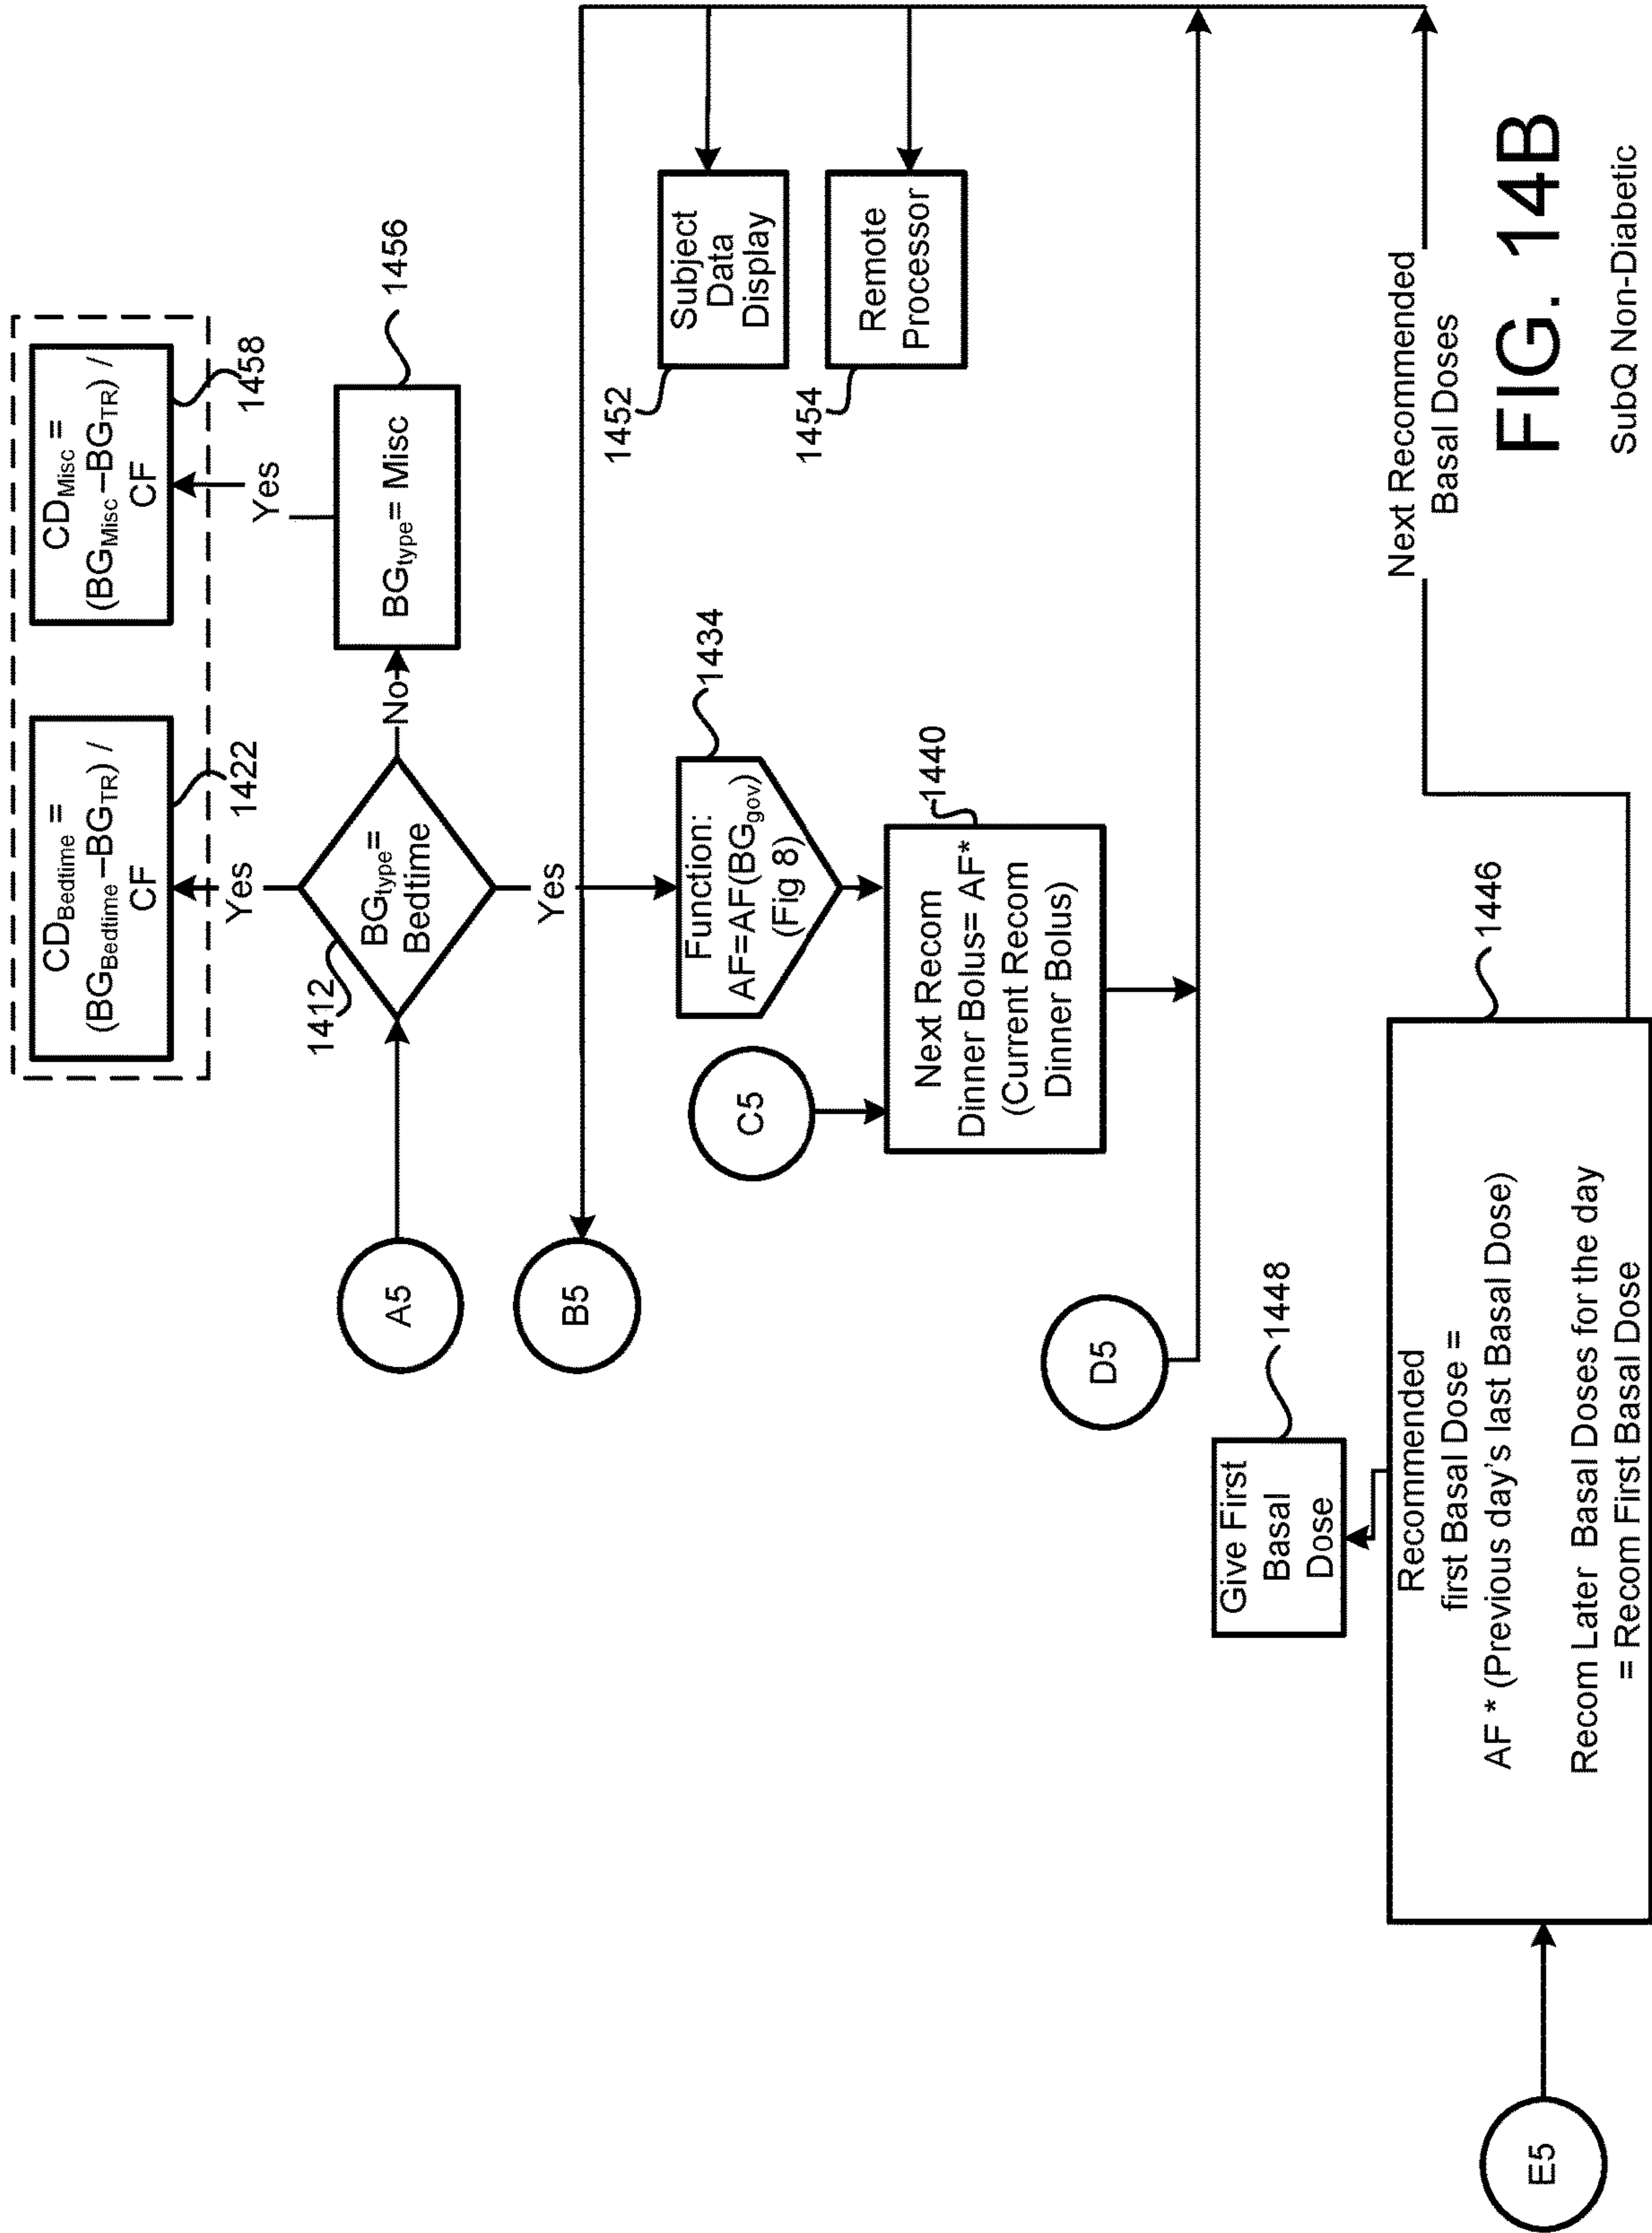 CD_Bedtime =
(BG_Bedtime–BG_TR) /
CF
1422
CD_Misc =
(BG_Misc–BG_TR) /
CF
1458
Yes
Yes
A5
1412
BG_type=
Bedtime
No
BG_type= Misc
1456
Yes
B5
C5
Function:
AF=AF(BG_gov)
(Fig 8)
1434
1452
Subject
Data
Display
Next Recom
Dinner Bolus= AF*
(Current Recom
Dinner Bolus)
1440
1454
Remote
Processor
D5
Give First
Basal
Dose
1448
E5
Recommended
first Basal Dose =
AF * (Previous day's last Basal Dose)
Recom Later Basal Doses for the day
= Recom First Basal Dose
1446
Next Recommended
Basal Doses
FIG. 14B
SubQ Non-Diabetic